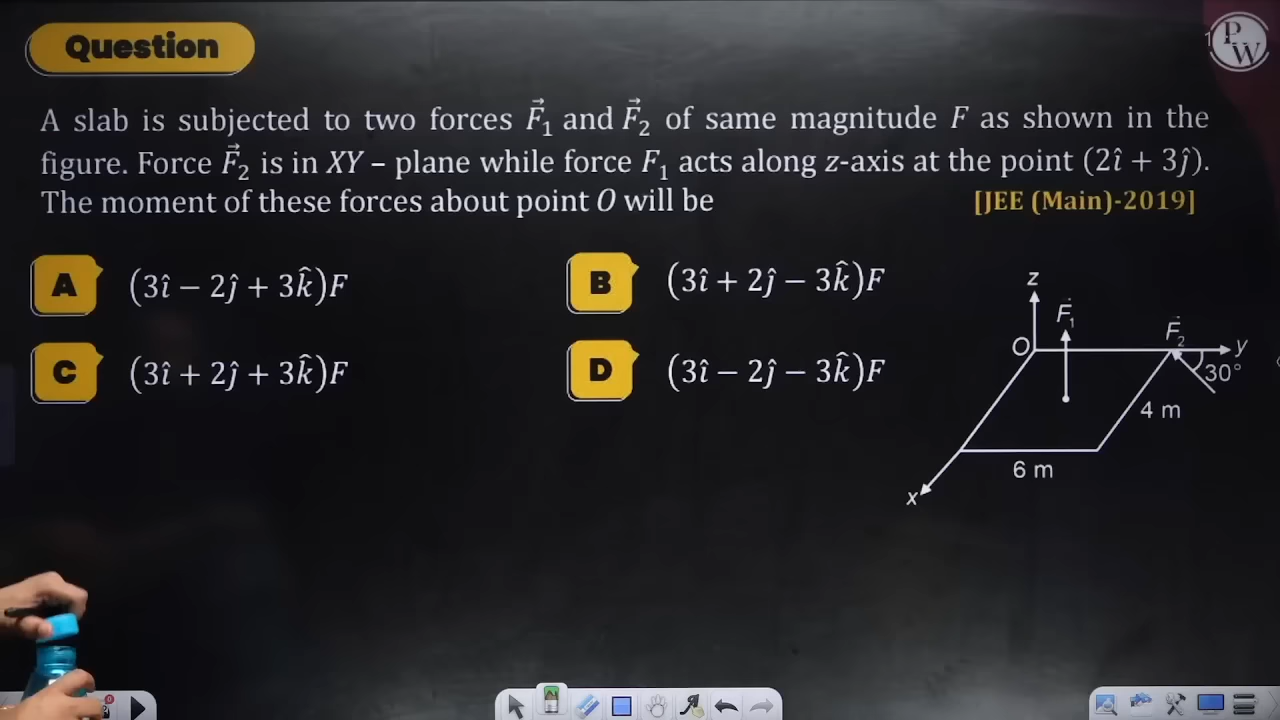 Question
PW
A slab is subjected to two forces F⃗₁ and F⃗₂ of same magnitude F as shown in the
figure. Force F⃗₂ is in XY – plane while force F₁ acts along z-axis at the point (2î + 3ĵ).
The moment of these forces about point O will be
[JEE (Main)-2019]
A (3î − 2ĵ + 3k̂)F
B (3î + 2ĵ − 3k̂)F
C (3î + 2ĵ + 3k̂)F
D (3î − 2ĵ − 3k̂)F
z
F₁
F₂
O
y
30°
4 m
6 m
x